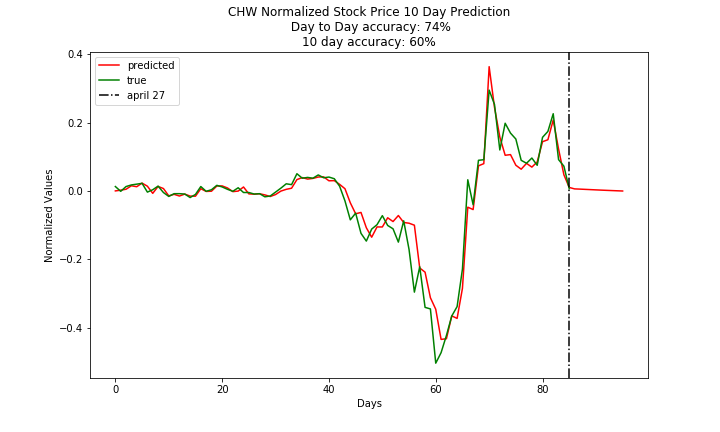 CHW Normalized Stock Price 10 Day Prediction
Day to Day accuracy: 74%
10 day accuracy: 60%
predicted
true
april 27
0.4
0.2
0.0
−0.2
−0.4
Normalized Values
0
20
40
60
80
Days